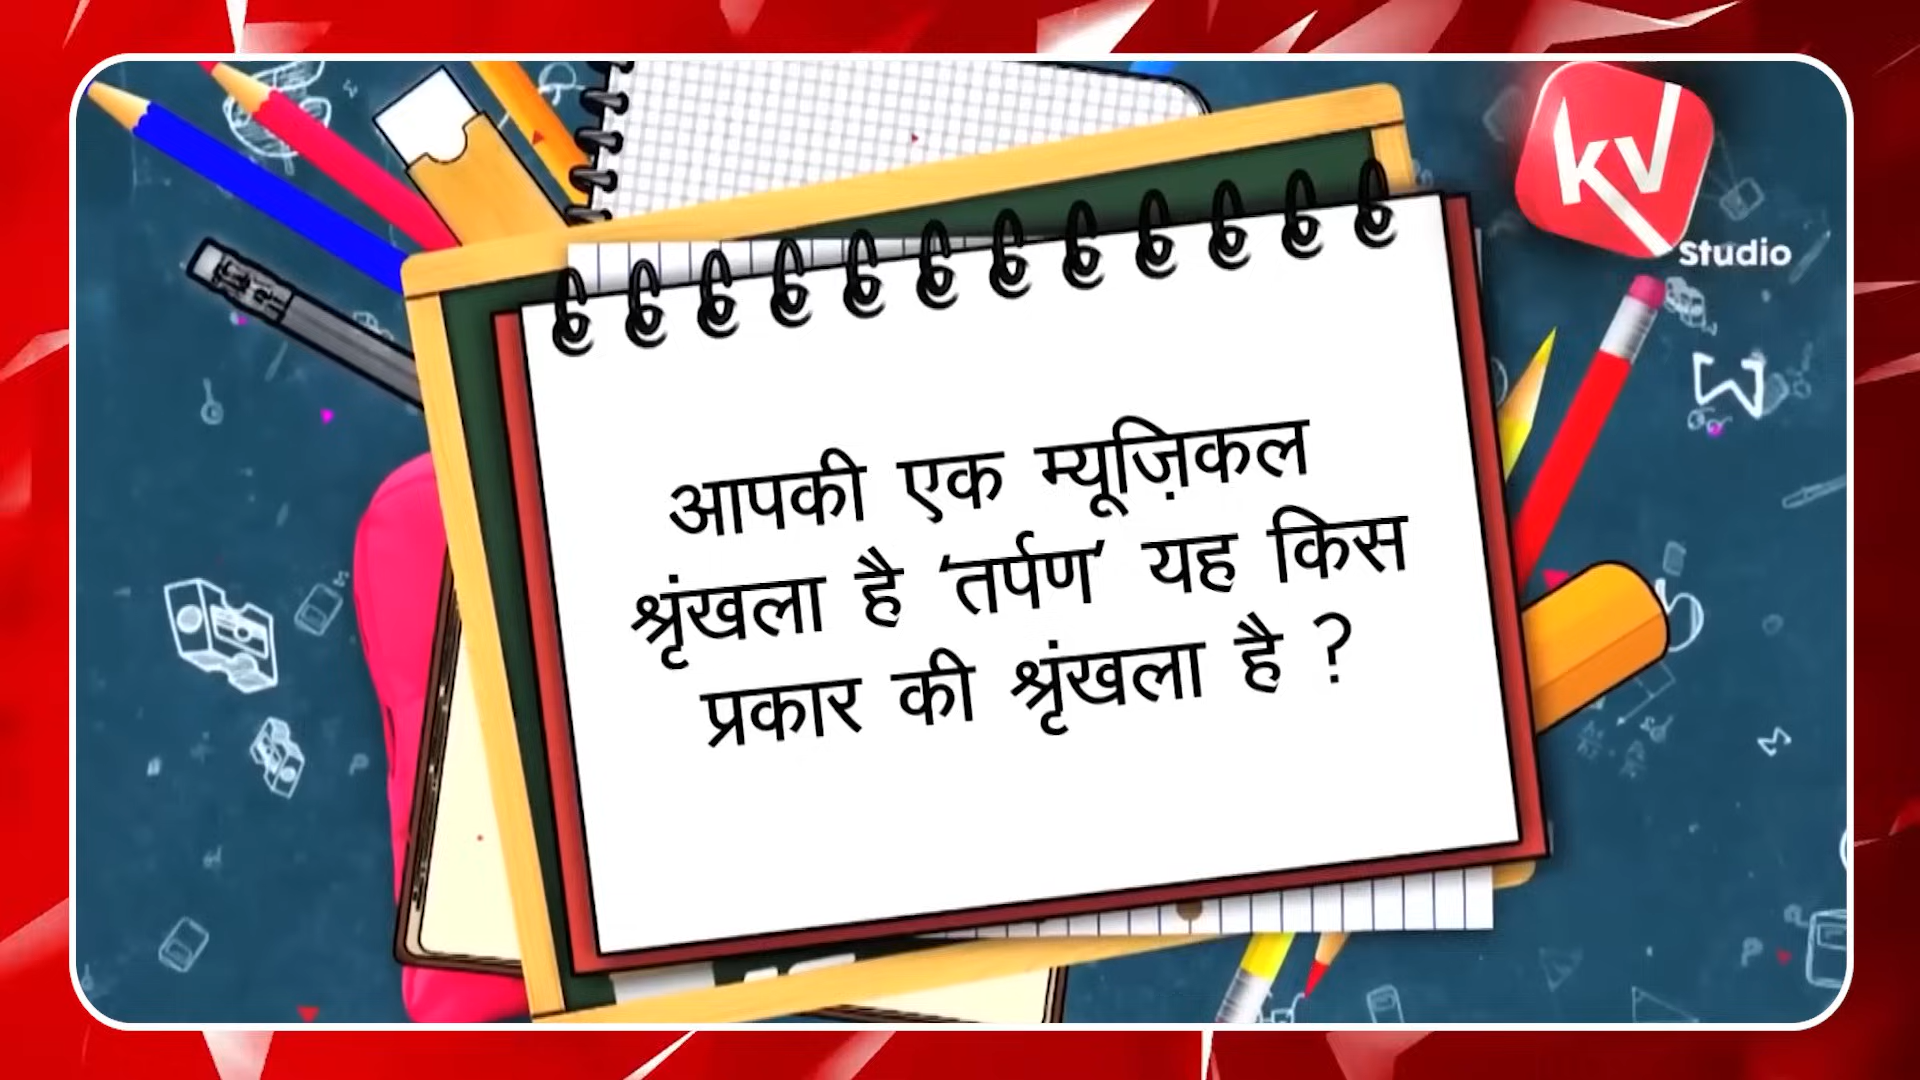 kv
Studio
आपकी एक म्यूज़िकल
श्रृंखला है ‘तर्पण’ यह किस
प्रकार की श्रृंखला है ?